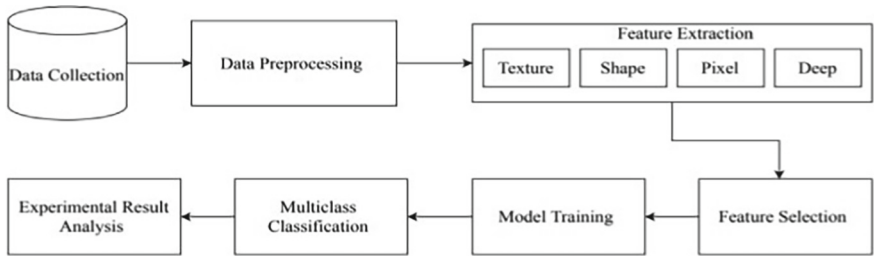 Data Collection
Data Preprocessing
Feature Extraction
Texture
Shape
Pixel
Deep
Feature Selection
Model Training
Multiclass
Classification
Experimental Result
Analysis